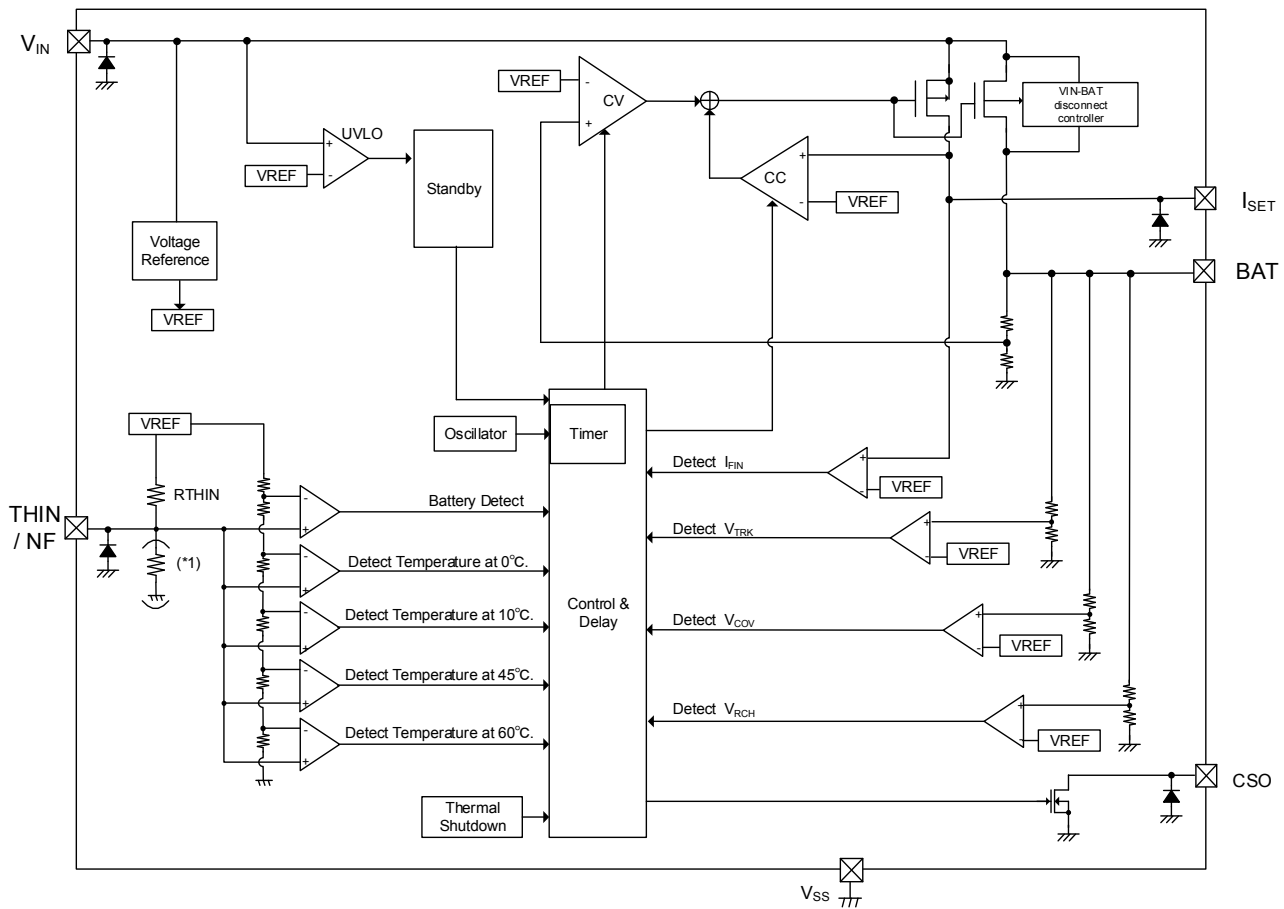 VIN
VREF
CV
VIN-BAT
disconnect
controller
UVLO
VREF
Standby
CC
VREF
ISET
Voltage
Reference
BAT
VREF
VREF
Oscillator
Timer
Detect IFIN
VREF
RTHIN
THIN
/ NF
(*1)
Battery Detect
Detect VTRK
VREF
Detect Temperature at 0°C.
Detect Temperature at 10°C.
Control &
Delay
Detect VCOV
VREF
Detect Temperature at 45°C.
Detect VRCH
VREF
Detect Temperature at 60°C.
Thermal
Shutdown
CSO
VSS